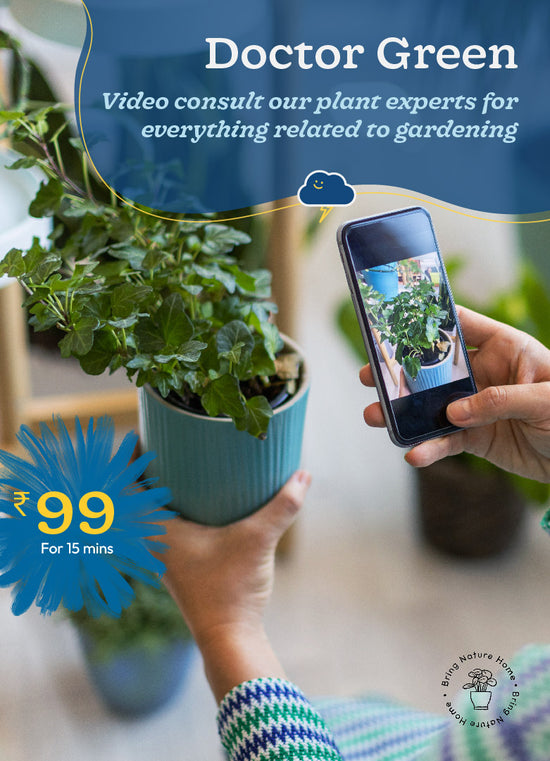 Doctor Green
Video consult our plant experts for
everything related to gardening
₹99
For 15 mins
Bring Nature Home • Bring Nature Home •